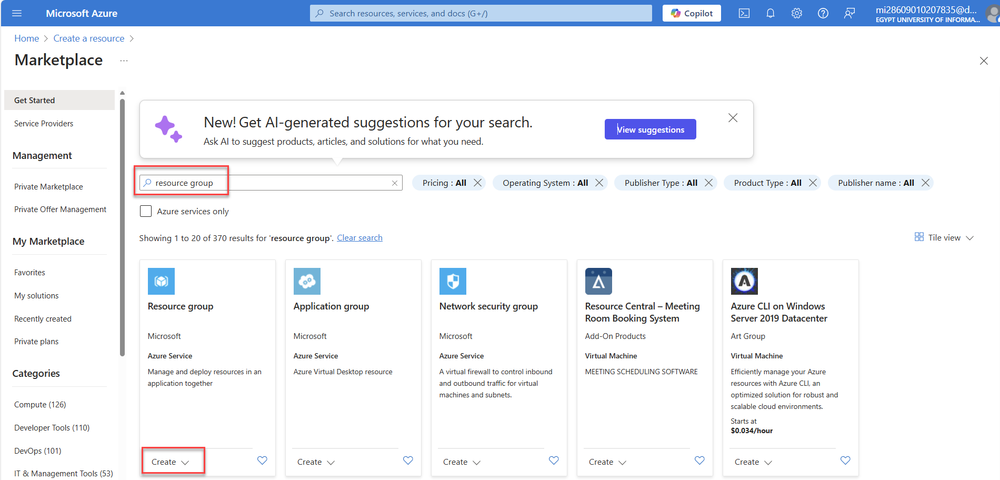 Microsoft Azure
Search resources, services, and docs (G+/)
Copilot
mi28609010207835@d...
EGYPT UNIVERSITY OF INFORMA...
Home > Create a resource >
Marketplace ...
Get Started
Service Providers
Management
Private Marketplace
Private Offer Management
My Marketplace
Favorites
My solutions
Recently created
Private plans
Categories
Compute (126)
Developer Tools (110)
DevOps (101)
IT & Management Tools (53)
New! Get AI-generated suggestions for your search.
Ask AI to suggest products, articles, and solutions for what you need.
View suggestions
resource group
Pricing : All
Operating System : All
Publisher Type : All
Product Type : All
Publisher name : All
Azure services only
Showing 1 to 20 of 370 results for 'resource group'. Clear search
Tile view
Resource group
Microsoft
Azure Service
Manage and deploy resources in an
application together
Create
Application group
Microsoft
Azure Service
Azure Virtual Desktop resource
Create
Network security group
Microsoft
Azure Service
A virtual firewall to control inbound
and outbound traffic for virtual
machines and subnets.
Create
Resource Central – Meeting
Room Booking System
Add-On Products
Virtual Machine
MEETING SCHEDULING SOFTWARE
Create
Azure CLI on Windows
Server 2019 Datacenter
Art Group
Virtual Machine
Efficiently manage your Azure
resources with Azure CLI, an
optimized solution for robust and
scalable cloud environments.
Starts at
$0.034/hour
Create